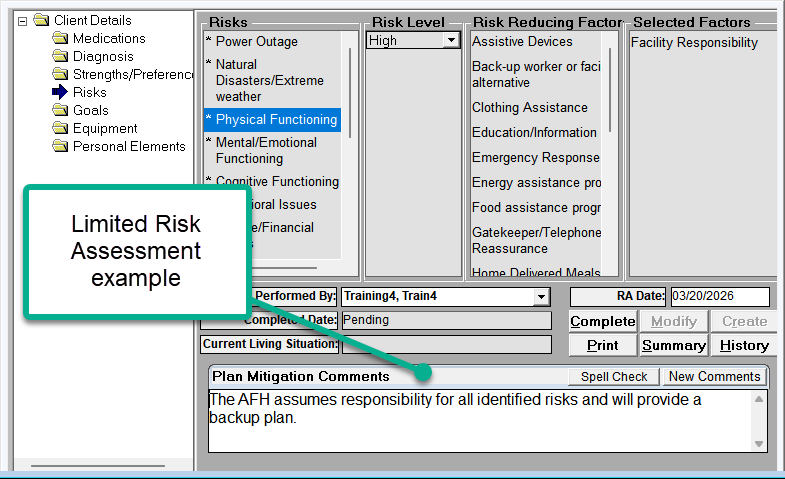 Client Details
Medications
Diagnosis
Strengths/Preference
Risks
Goals
Equipment
Personal Elements
Risks
* Power Outage
* Natural
Disasters/Extreme
weather
* Physical Functioning
* Mental/Emotional
Functioning
* Cognitive Functioning
oral Issues
e/Financial
Risk Level
High
Risk Reducing Factor
Assistive Devices
Back-up worker or faci
alternative
Clothing Assistance
Education/Information
Emergency Response
Energy assistance pro
Food assistance progr
Gatekeeper/Telephone
Reassurance
Home Delivered Meals
Selected Factors
Facility Responsibility
Limited Risk
Assessment
example
Performed By: Training4, Train4
RA Date: 03/20/2026
Completed Date: Pending
Complete Modify Create
Current Living Situation:
Print Summary History
Plan Mitigation Comments
Spell Check New Comments
The AFH assumes responsibility for all identified risks and will provide a
backup plan.